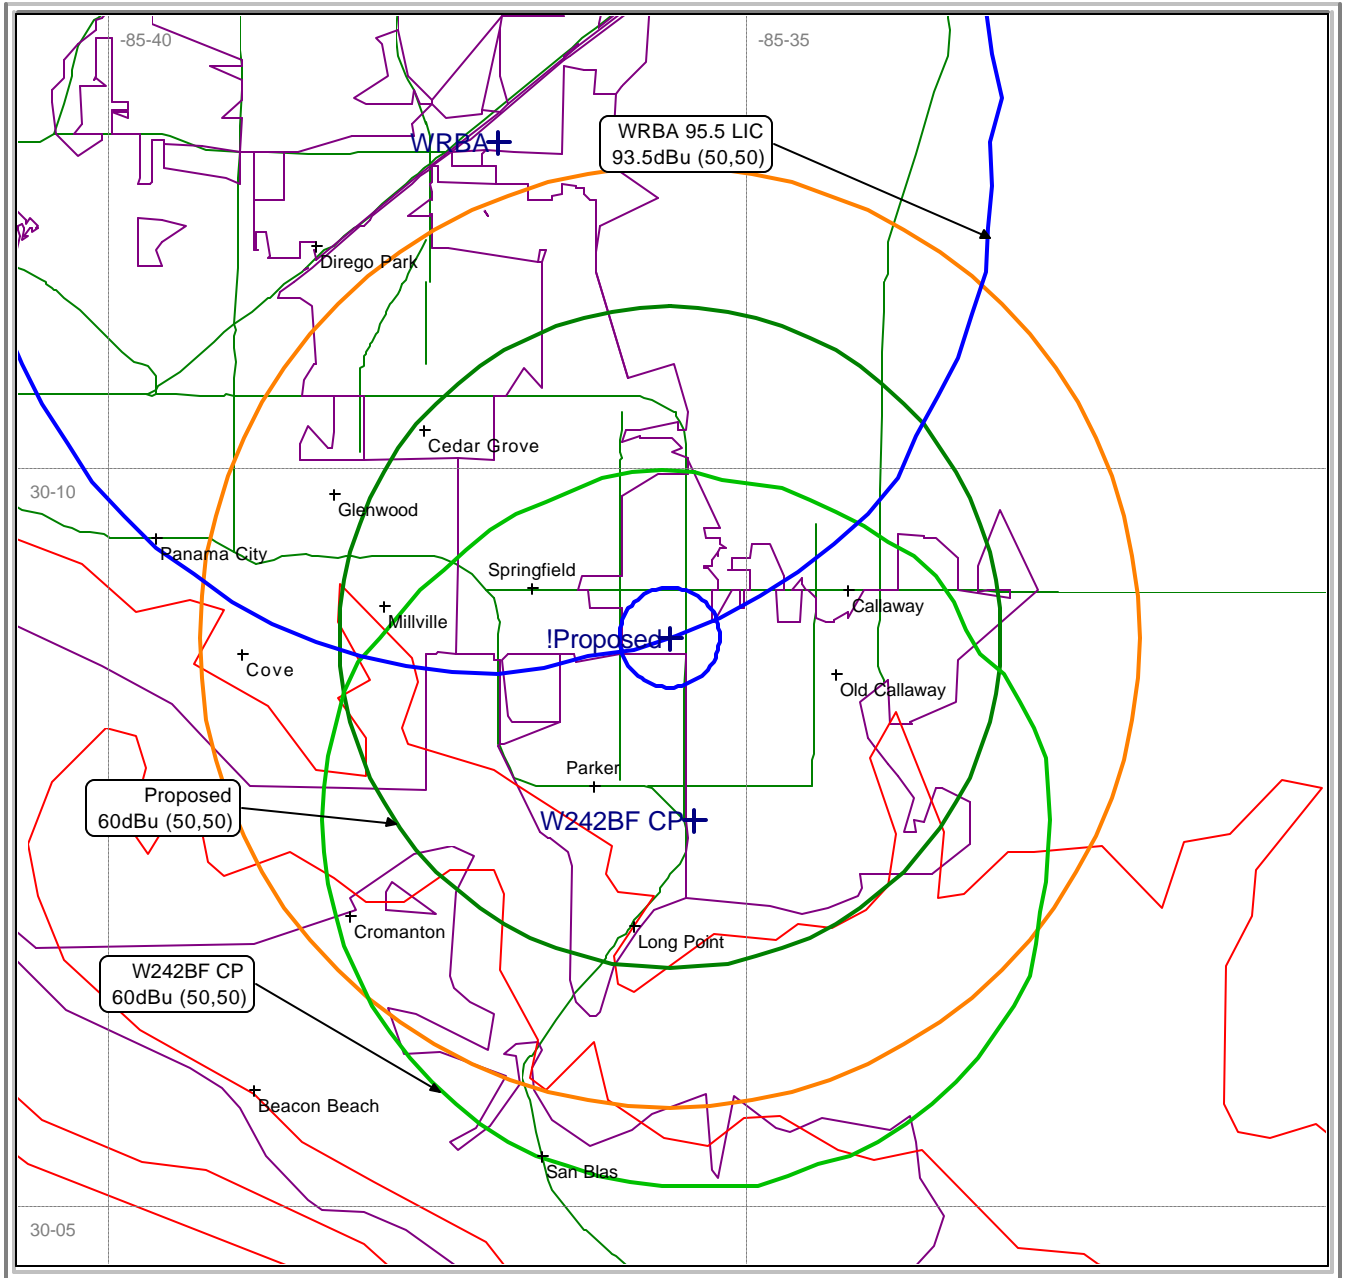 -85-40
-85-35
WRBA
WRBA 95.5 LIC
93.5dBu (50,50)
Dirego Park
Cedar Grove
30-10
Glenwood
Panama City
Springfield
Millville
Callaway
!Proposed
Cove
Old Callaway
Parker
Proposed
60dBu (50,50)
W242BF CP
Cromanton
Long Point
W242BF CP
60dBu (50,50)
Beacon Beach
San Blas
30-05